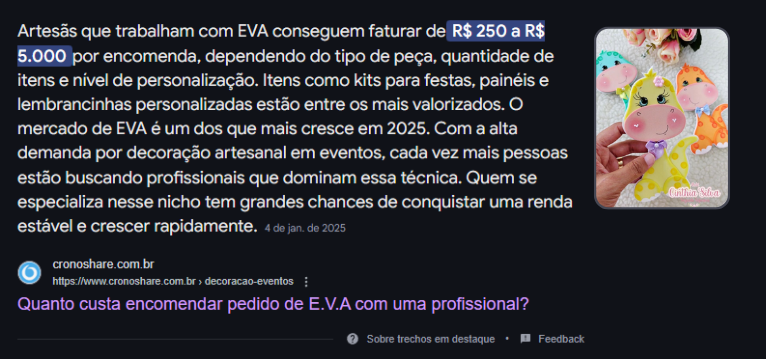 Artesãs que trabalham com EVA conseguem faturar de R$ 250 a R$
5.000 por encomenda, dependendo do tipo de peça, quantidade de
itens e nível de personalização. Itens como kits para festas, painéis e
lembrancinhas personalizadas estão entre os mais valorizados. O
mercado de EVA é um dos que mais cresce em 2025. Com a alta
demanda por decoração artesanal em eventos, cada vez mais pessoas
estão buscando profissionais que dominam essa técnica. Quem se
especializa nesse nicho tem grandes chances de conquistar uma renda
estável e crescer rapidamente. 4 de jan. de 2025
Cinthia Silva
cronoshare.com.br
https://www.cronoshare.com.br › decoracao-eventos
Quanto custa encomendar pedido de E.V.A com uma profissional?
Sobre trechos em destaque • Feedback